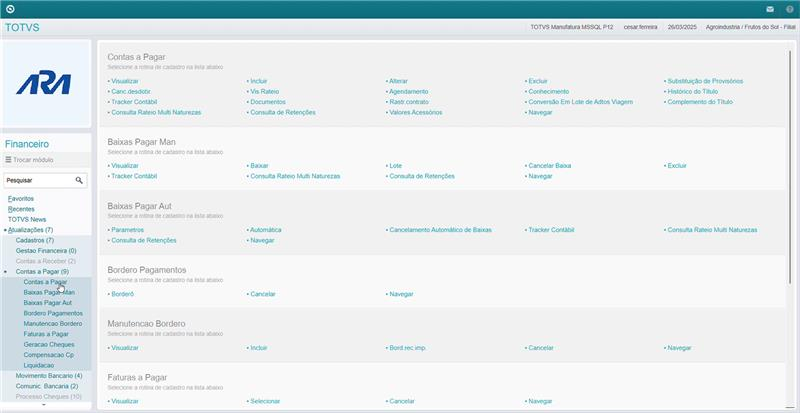 TOTVS
TOTVS Manufatura MSSQL P12 cesar.ferreira 26/03/2025 Agroindustria / Frutos do Sol - Filial
ARA
Financeiro
Trocar módulo
Pesquisar
Favoritos
Recentes
TOTVS News
Atualizações (7)
Cadastros (7)
Gestao Financeira (0)
Contas a Receber (2)
Contas a Pagar (9)
Contas a Pagar
Baixas Pagar Man
Baixas Pagar Aut
Bordero Pagamentos
Manutencao Bordero
Faturas a Pagar
Geracao Cheques
Compensacao Cp
Liquidacao
Movimento Bancario (4)
Comunic. Bancaria (2)
Processo Cheques (10)
Contas a Pagar
Selecione a rotina de cadastro na lista abaixo
Visualizar Incluir Alterar Excluir Substituição de Provisórios
Canc.desdobr. Vis Rateio Agendamento Conhecimento Histórico do Título
Tracker Contábil Documentos Rastr.contrato Conversão Em Lote de Adtos Viagem Complemento do Título
Consulta Rateio Multi Naturezas Consulta de Retenções Valores Acessórios Navegar
Baixas Pagar Man
Selecione a rotina de cadastro na lista abaixo
Visualizar Baixar Lote Cancelar Baixa Excluir
Tracker Contábil Consulta Rateio Multi Naturezas Consulta de Retenções Navegar
Baixas Pagar Aut
Selecione a rotina de cadastro na lista abaixo
Parametros Automática Cancelamento Automático de Baixas Tracker Contábil Consulta Rateio Multi Naturezas
Consulta de Retenções Navegar
Bordero Pagamentos
Selecione a rotina de cadastro na lista abaixo
Borderô Cancelar Navegar
Manutencao Bordero
Selecione a rotina de cadastro na lista abaixo
Visualizar Incluir Bord.rec imp. Cancelar Navegar
Faturas a Pagar
Selecione a rotina de cadastro na lista abaixo
Visualizar Selecionar Cancelar Navegar